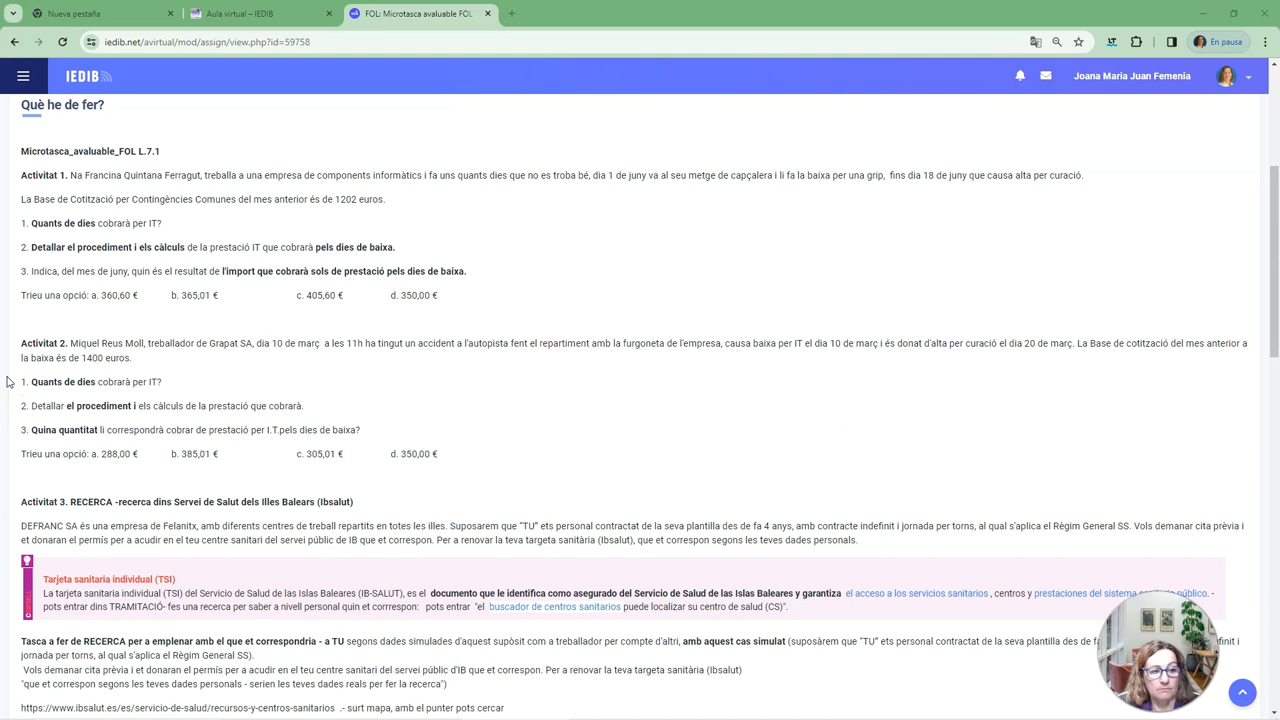 Nueva pestaña
Aula virtual – IEDIB
FOL: Microtasca avaluable FOL
iedib.net/avirtual/mod/assign/view.php?id=59758
En pausa
IEDIB
Joana Maria Juan Femenia
Què he de fer?
Microtasca_avaluable_FOL L.7.1
Activitat 1. Na Francina Quintana Ferragut, treballa a una empresa de components informàtics i fa uns quants dies que no es troba bé, dia 1 de juny va al seu metge de capçalera i li fa la baixa per una grip, fins dia 18 de juny que causa alta per curació.
La Base de Cotització per Contingències Comunes del mes anterior és de 1202 euros.
1. Quants de dies cobrarà per IT?
2. Detallar el procediment i els càlculs de la prestació IT que cobrarà pels dies de baixa.
3. Indica, del mes de juny, quin és el resultat de l'import que cobrarà sols de prestació pels dies de baixa.
Trieu una opció: a. 360,60 € b. 365,01 € c. 405,60 € d. 350,00 €
Activitat 2. Miquel Reus Moll, treballador de Grapat SA, dia 10 de març a les 11h ha tingut un accident a l'autopista fent el repartiment amb la furgoneta de l'empresa, causa baixa per IT el dia 10 de març i és donat d'alta per curació el dia 20 de març. La Base de cotització del mes anterior a
la baixa és de 1400 euros.
1. Quants de dies cobrarà per IT?
2. Detallar el procediment i els càlculs de la prestació que cobrarà.
3. Quina quantitat li correspondrà cobrar de prestació per I.T.pels dies de baixa?
Trieu una opció: a. 288,00 € b. 385,01 € c. 305,01 € d. 350,00 €
Activitat 3. RECERCA -recerca dins Servei de Salut dels Illes Balears (Ibsalut)
DEFRANC SA és una empresa de Felanitx, amb diferents centres de treball repartits en totes les illes. Suposarem que “TU” ets personal contractat de la seva plantilla des de fa 4 anys, amb contracte indefinit i jornada per torns, al qual s'aplica el Règim General SS. Vols demanar cita prèvia i
et donaran el permís per a acudir en el teu centre sanitari del servei públic de IB que et correspon. Per a renovar la teva targeta sanitària (Ibsalut), que et correspon segons les teves dades personals.
Tarjeta sanitaria individual (TSI)
La tarjeta sanitaria individual (TSI) del Servicio de Salud de las Islas Baleares (IB-SALUT), es el documento que le identifica como asegurado del Servicio de Salud de las Illes Baleares y garantiza el acceso a los servicios sanitarios , centros y prestaciones del sistema sanitario público. -
pots entrar dins TRAMITACIÓ- fes una recerca per saber a nivell personal quin et corrrespon: pots entrar "el buscador de centros sanitarios puede localizar su centro de salud (CS)".
Tasca a fer de RECERCA per a emplenar amb el que et correspondria - a TU segons dades simulades d'aquest supòsit com a treballador per compte d'altri, amb aquest cas simulat (suposàrem que “TU” ets personal contractat de la seva plantilla des de f
jornada per torns, al qual s'aplica el Règim General SS).
Vols demanar cita prèvia i et donaran el permís per a acudir en el teu centre sanitari del servei públic d'IB que et correspon. Per a renovar la teva targeta sanitària (Ibsalut)
"que et correspon segons les teves dades personals - serien les teves dades reals per fer la recerca")
https://www.ibsalut.es/es/servicio-de-salud/recursos-y-centros-sanitarios .- surt mapa, amb el punter pots cercar